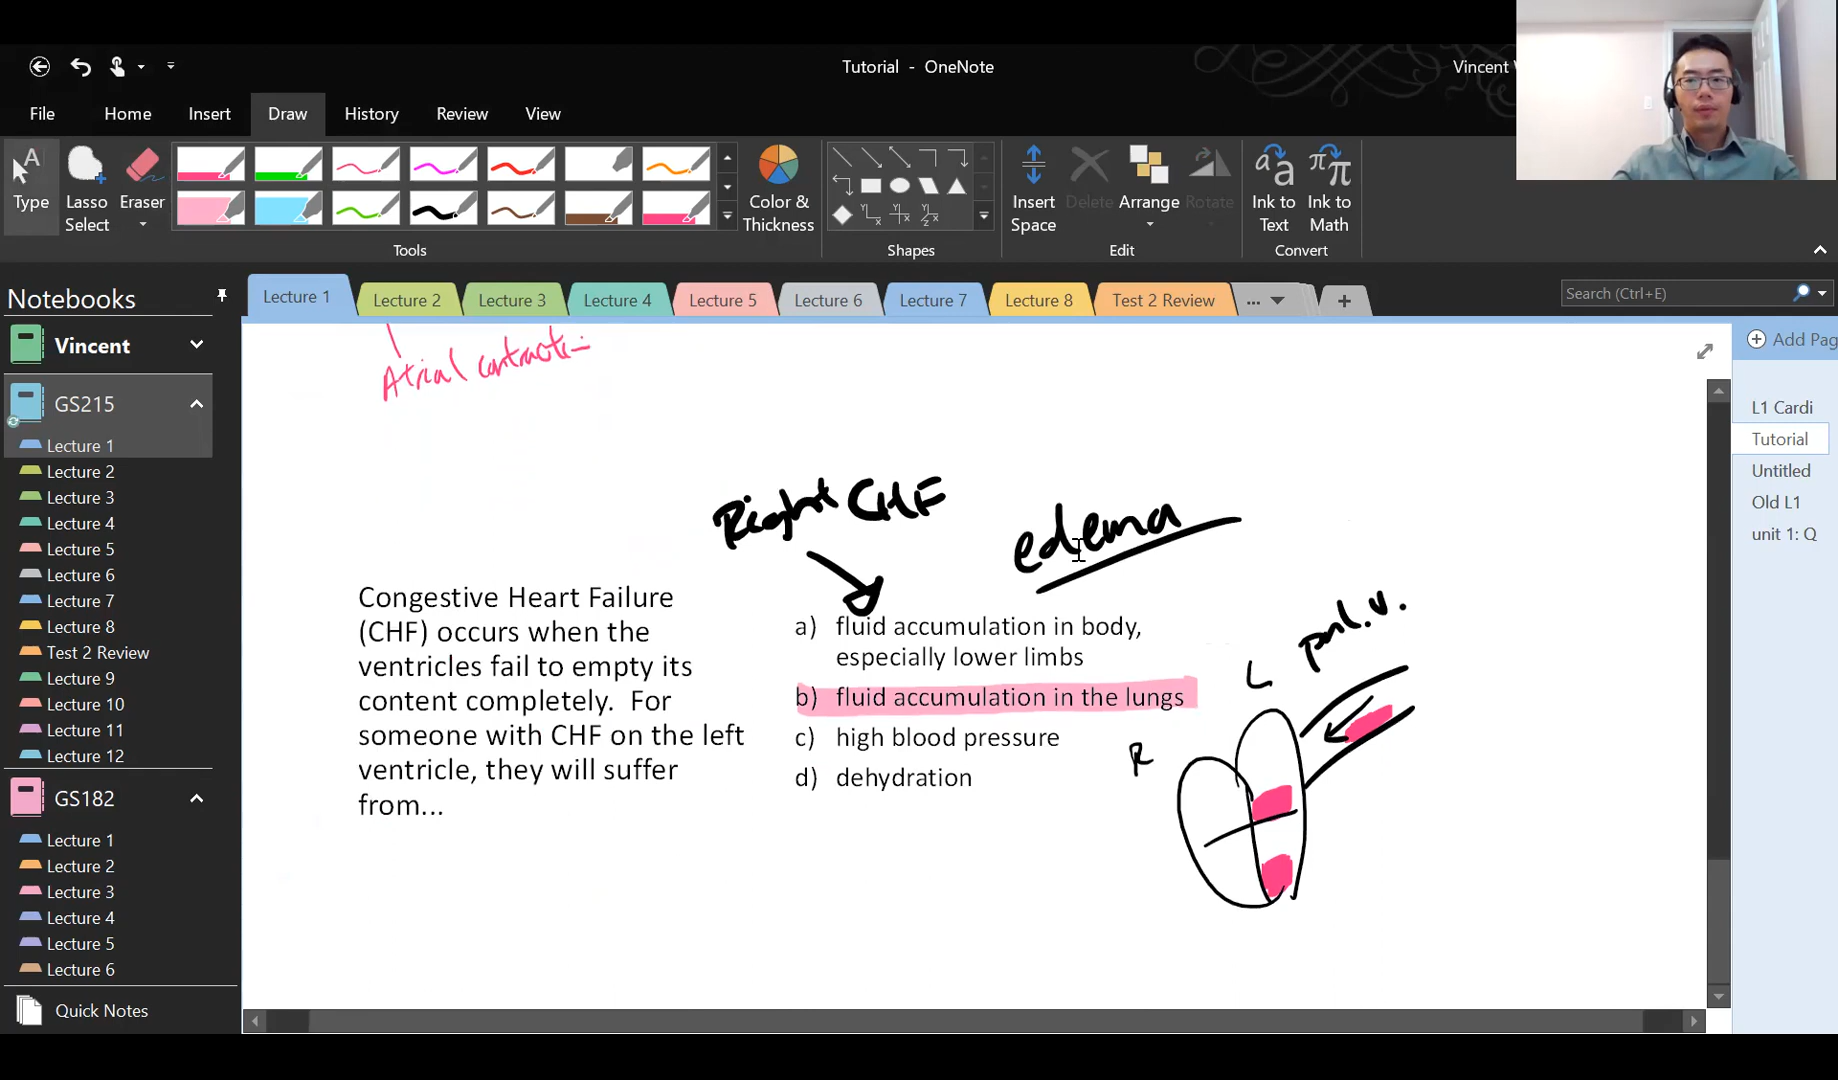 Tutorial - OneNote
Vincent
File
Home
Insert
Draw
History
Review
View
Type
Lasso
Select
Eraser
Color &
Thickness
Insert
Space
Delete
Arrange
Rotate
Ink to
Text
Ink to
Math
Tools
Shapes
Edit
Convert
Notebooks
Lecture 1
Lecture 2
Lecture 3
Lecture 4
Lecture 5
Lecture 6
Lecture 7
Lecture 8
Test 2 Review
...
Search (Ctrl+E)
Vincent
GS215
Lecture 1
Lecture 2
Lecture 3
Lecture 4
Lecture 5
Lecture 6
Lecture 7
Lecture 8
Test 2 Review
Lecture 9
Lecture 10
Lecture 11
Lecture 12
GS182
Lecture 1
Lecture 2
Lecture 3
Lecture 4
Lecture 5
Lecture 6
Quick Notes
Atrial contracti-
Right CHF
edema
Congestive Heart Failure
(CHF) occurs when the
ventricles fail to empty its
content completely. For
someone with CHF on the left
ventricle, they will suffer
from...
a) fluid accumulation in body,
especially lower limbs
b) fluid accumulation in the lungs
c) high blood pressure
d) dehydration
L
R
Add Pag
L1 Cardi
Tutorial
Untitled
Old L1
unit 1: Q